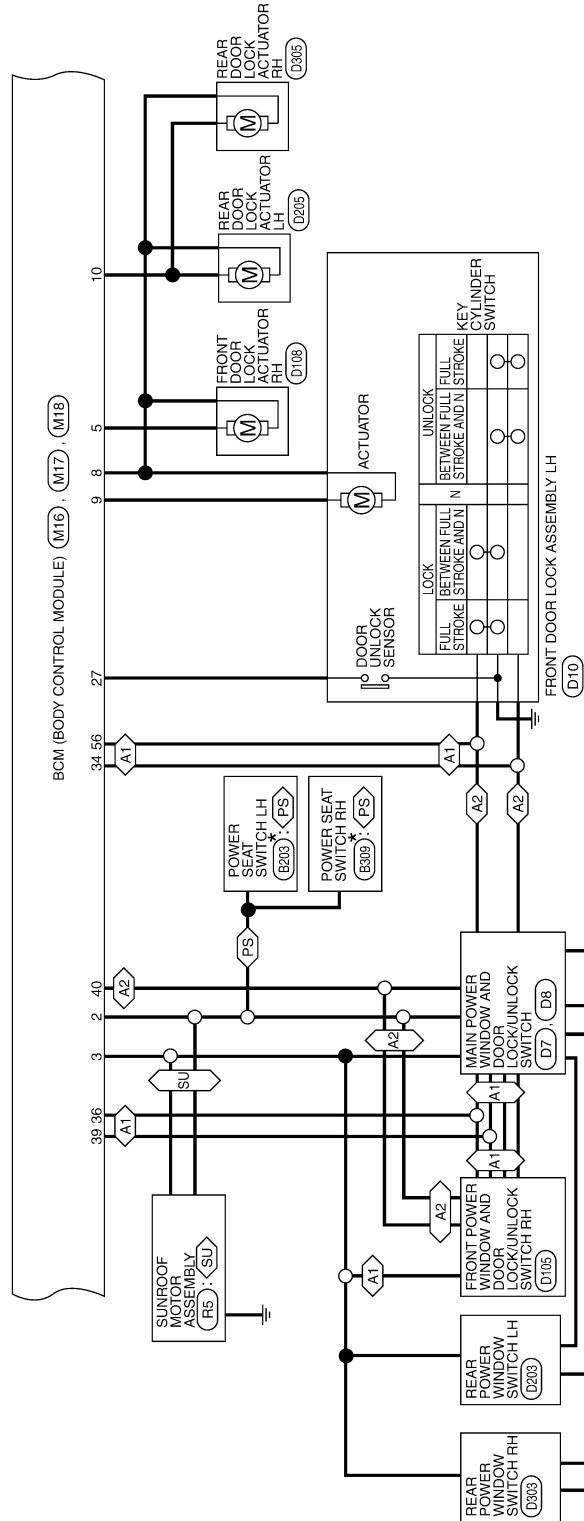 BCM (BODY CONTROL MODULE) M16 , M17 , M18
39 36
3
2
40
34 56
27
9
8
5
10
A1
A2
A1
SUNROOF
MOTOR
ASSEMBLY
R5 : SU
SU
PS
POWER
SEAT
SWITCH LH
B203 * : PS
POWER SEAT
SWITCH RH
B309 * : PS
FRONT
DOOR
LOCK
ACTUATOR
RH
D108
M
REAR
DOOR
LOCK
ACTUATOR
LH
D205
M
REAR
DOOR
LOCK
ACTUATOR
RH
D305
M
ACTUATOR
M
DOOR
UNLOCK
SENSOR
LOCK
N
UNLOCK
FULL
STROKE
BETWEEN FULL
STROKE AND N
BETWEEN FULL
STROKE AND N
FULL
STROKE
KEY
CYLINDER
SWITCH
FRONT DOOR LOCK ASSEMBLY LH
D10
A1
A2
A2
A2
A2
A1
A1
A1
REAR
POWER
WINDOW
SWITCH RH
D303
REAR
POWER
WINDOW
SWITCH LH
D203
FRONT POWER
WINDOW AND
DOOR
LOCK/UNLOCK
SWITCH RH
D105
MAIN POWER
WINDOW AND
DOOR
LOCK/UNLOCK
SWITCH
D7 , D8